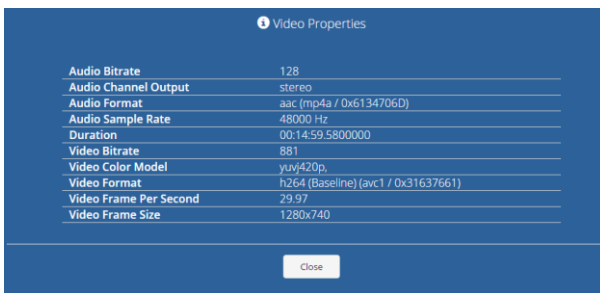 Video Properties
Audio Bitrate 128
Audio Channel Output stereo
Audio Format aac (mp4a / 0x6134706D)
Audio Sample Rate 48000 Hz
Duration 00:14:59.5800000
Video Bitrate 881
Video Color Model yuvj420p,
Video Format h264 (Baseline) (avc1 / 0x31637661)
Video Frame Per Second 29.97
Video Frame Size 1280x740
Close